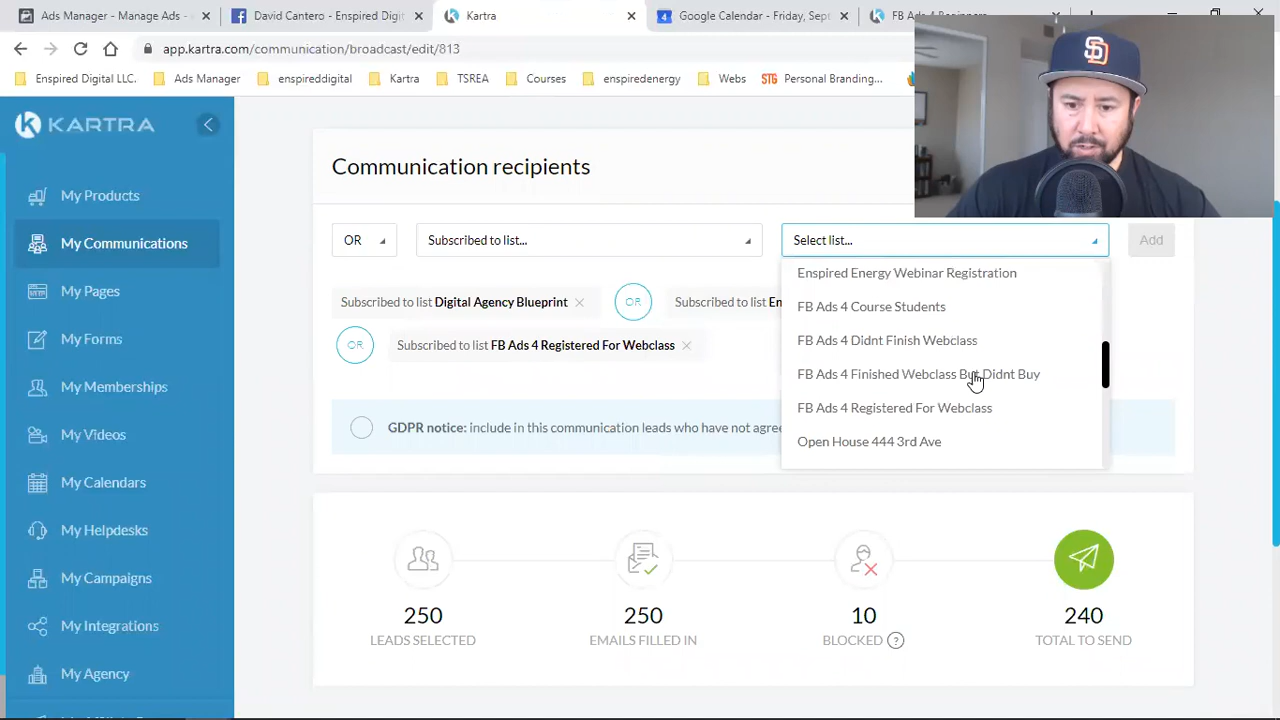 Ads Manager - Manage Ads -
David Cantero - Enspired Digital
Kartra
Google Calendar - Friday, Sep
FB Ad
app.kartra.com/communication/broadcast/edit/813
Enspired Digital LLC.
Ads Manager
enspireddigital
Kartra
TSREA
Courses
enspiredenergy
Webs
STG Personal Branding...
KARTRA
My Products
My Communications
My Pages
My Forms
My Memberships
My Videos
My Calendars
My Helpdesks
My Campaigns
My Integrations
My Agency
Communication recipients
OR
Subscribed to list...
Select list...
Add
Subscribed to list Digital Agency Blueprint
OR
Subscribed to list
OR
Subscribed to list FB Ads 4 Registered For Webclass
Enspired Energy Webinar Registration
FB Ads 4 Course Students
FB Ads 4 Didnt Finish Webclass
FB Ads 4 Finished Webclass But Didnt Buy
FB Ads 4 Registered For Webclass
Open House 444 3rd Ave
GDPR notice: include in this communication leads who have not
250
LEADS SELECTED
250
EMAILS FILLED IN
10
BLOCKED ?
240
TOTAL TO SEND
SD